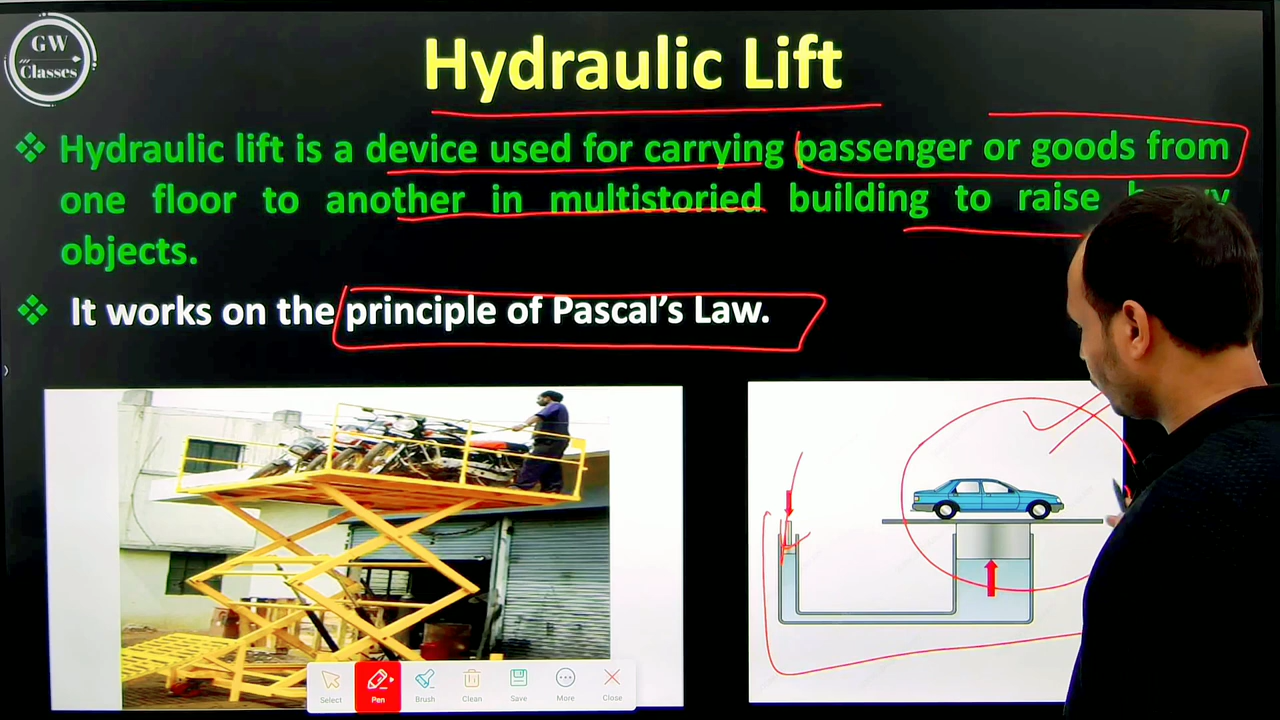 GW
Classes
Hydraulic Lift
Hydraulic lift is a device used for carrying passenger or goods from
one floor to another in multistoried building to raise
objects.
It works on the principle of Pascal's Law.
Select Pen Brush Clean Save More Close